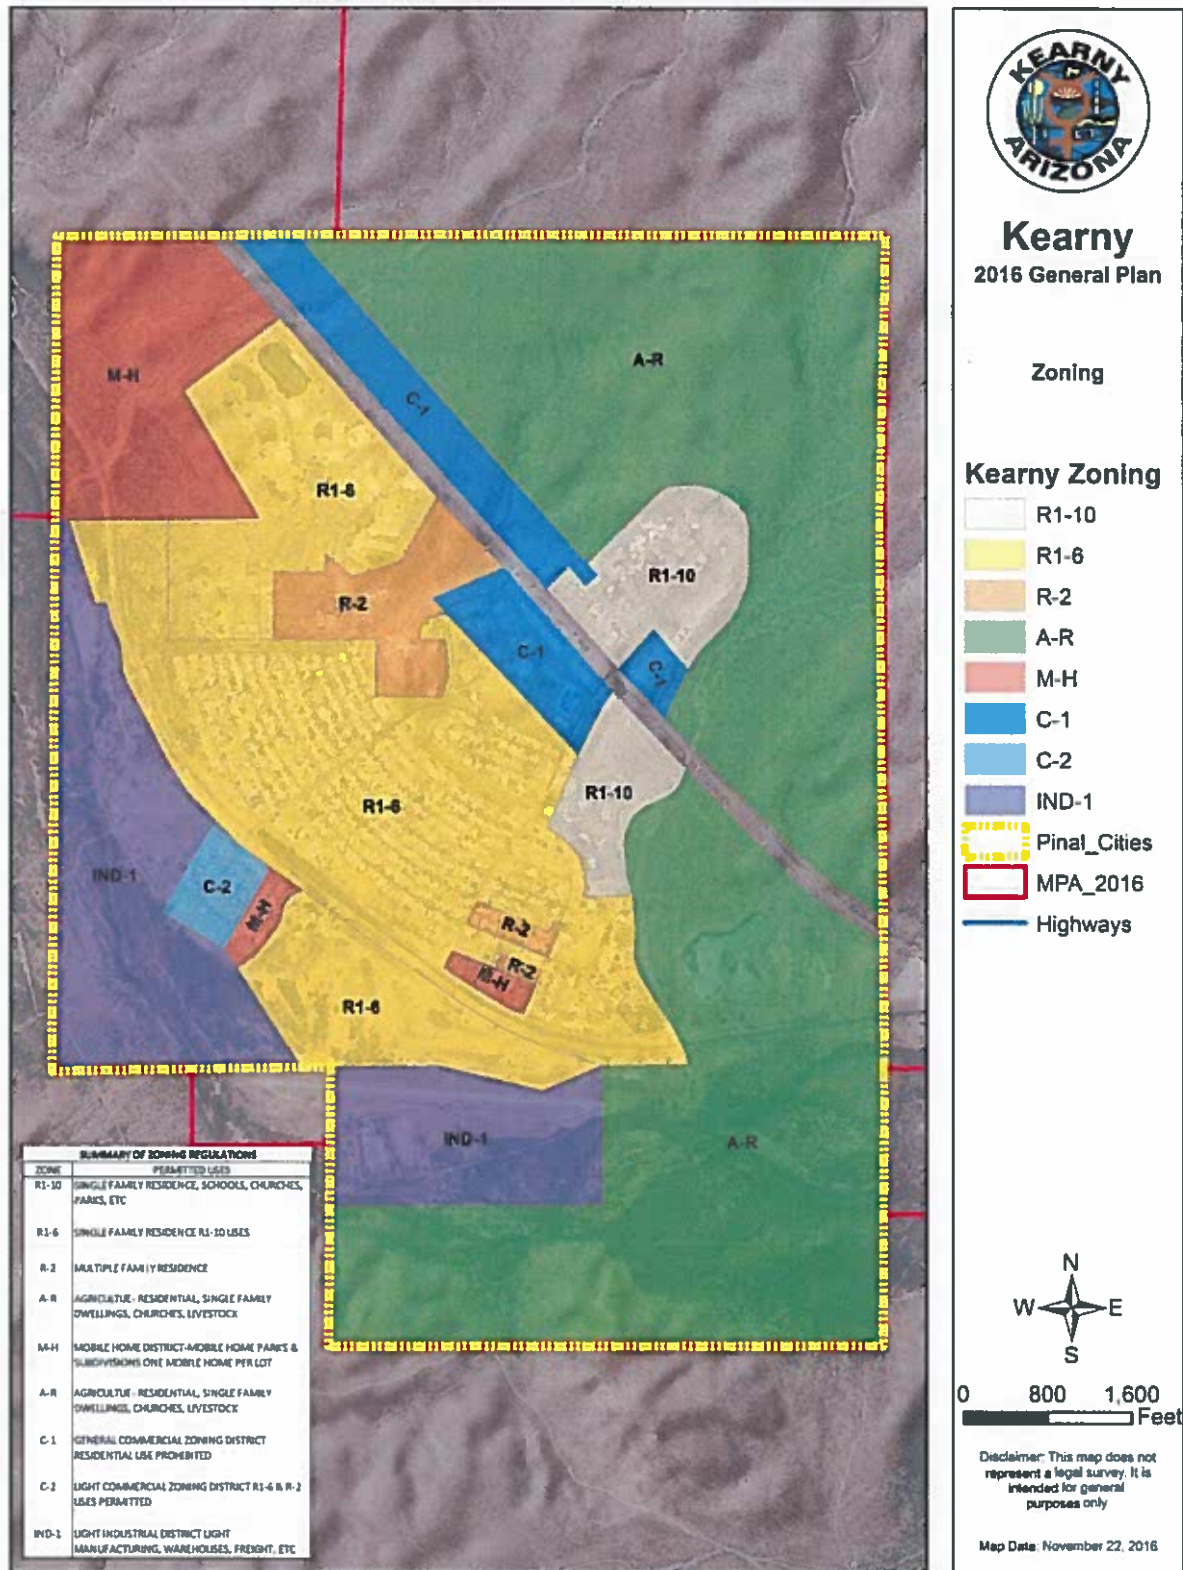 KEARNY
ARIZONA
Kearny
2016 General Plan
Zoning
Kearny Zoning
R1-10
R1-6
R-2
A-R
M-H
C-1
C-2
IND-1
Pinal_Cities
MPA_2016
Highways
N
W E
S
0 800 1,600
Feet
Disclaimer: This map does not
represent a legal survey. It is
intended for general
purposes only
Map Date: November 22, 2016
M-H
C-1
A-R
R1-6
R1-10
R-2
C-1
C-1
R1-10
R1-6
IND-1
C-2
M-H
R-2
R-2
M-H
R1-6
IND-1
A-R
SUMMARY OF ZONING REGULATIONS
ZONE PERMITTED USES
R1-10 SINGLE FAMILY RESIDENCE, SCHOOLS, CHURCHES,
PARKS, ETC
R1-6 SINGLE FAMILY RESIDENCE R1-10 USES
R-2 MULTIPLE FAMILY RESIDENCE
A-R AGRICULTUE- RESIDENTIAL, SINGLE FAMILY
DWELLINGS, CHURCHES, LIVESTOCK
M-H MOBILE HOME DISTRICT-MOBILE HOME PARKS &
SUBDIVISIONS ONE MOBILE HOME PER LOT
A-R AGRICULTUE- RESIDENTIAL, SINGLE FAMILY
DWELLINGS, CHURCHES, LIVESTOCK
C-1 GENERAL COMMERCIAL ZONING DISTRICT
RESIDENTIAL USE PROHIBITED
C-2 LIGHT COMMERCIAL ZONING DISTRICT R1-6 & R-2
USES PERMITTED
IND-1 LIGHT INDUSTRIAL DISTRICT LIGHT
MANUFACTURING, WAREHOUSES, FREIGHT, ETC